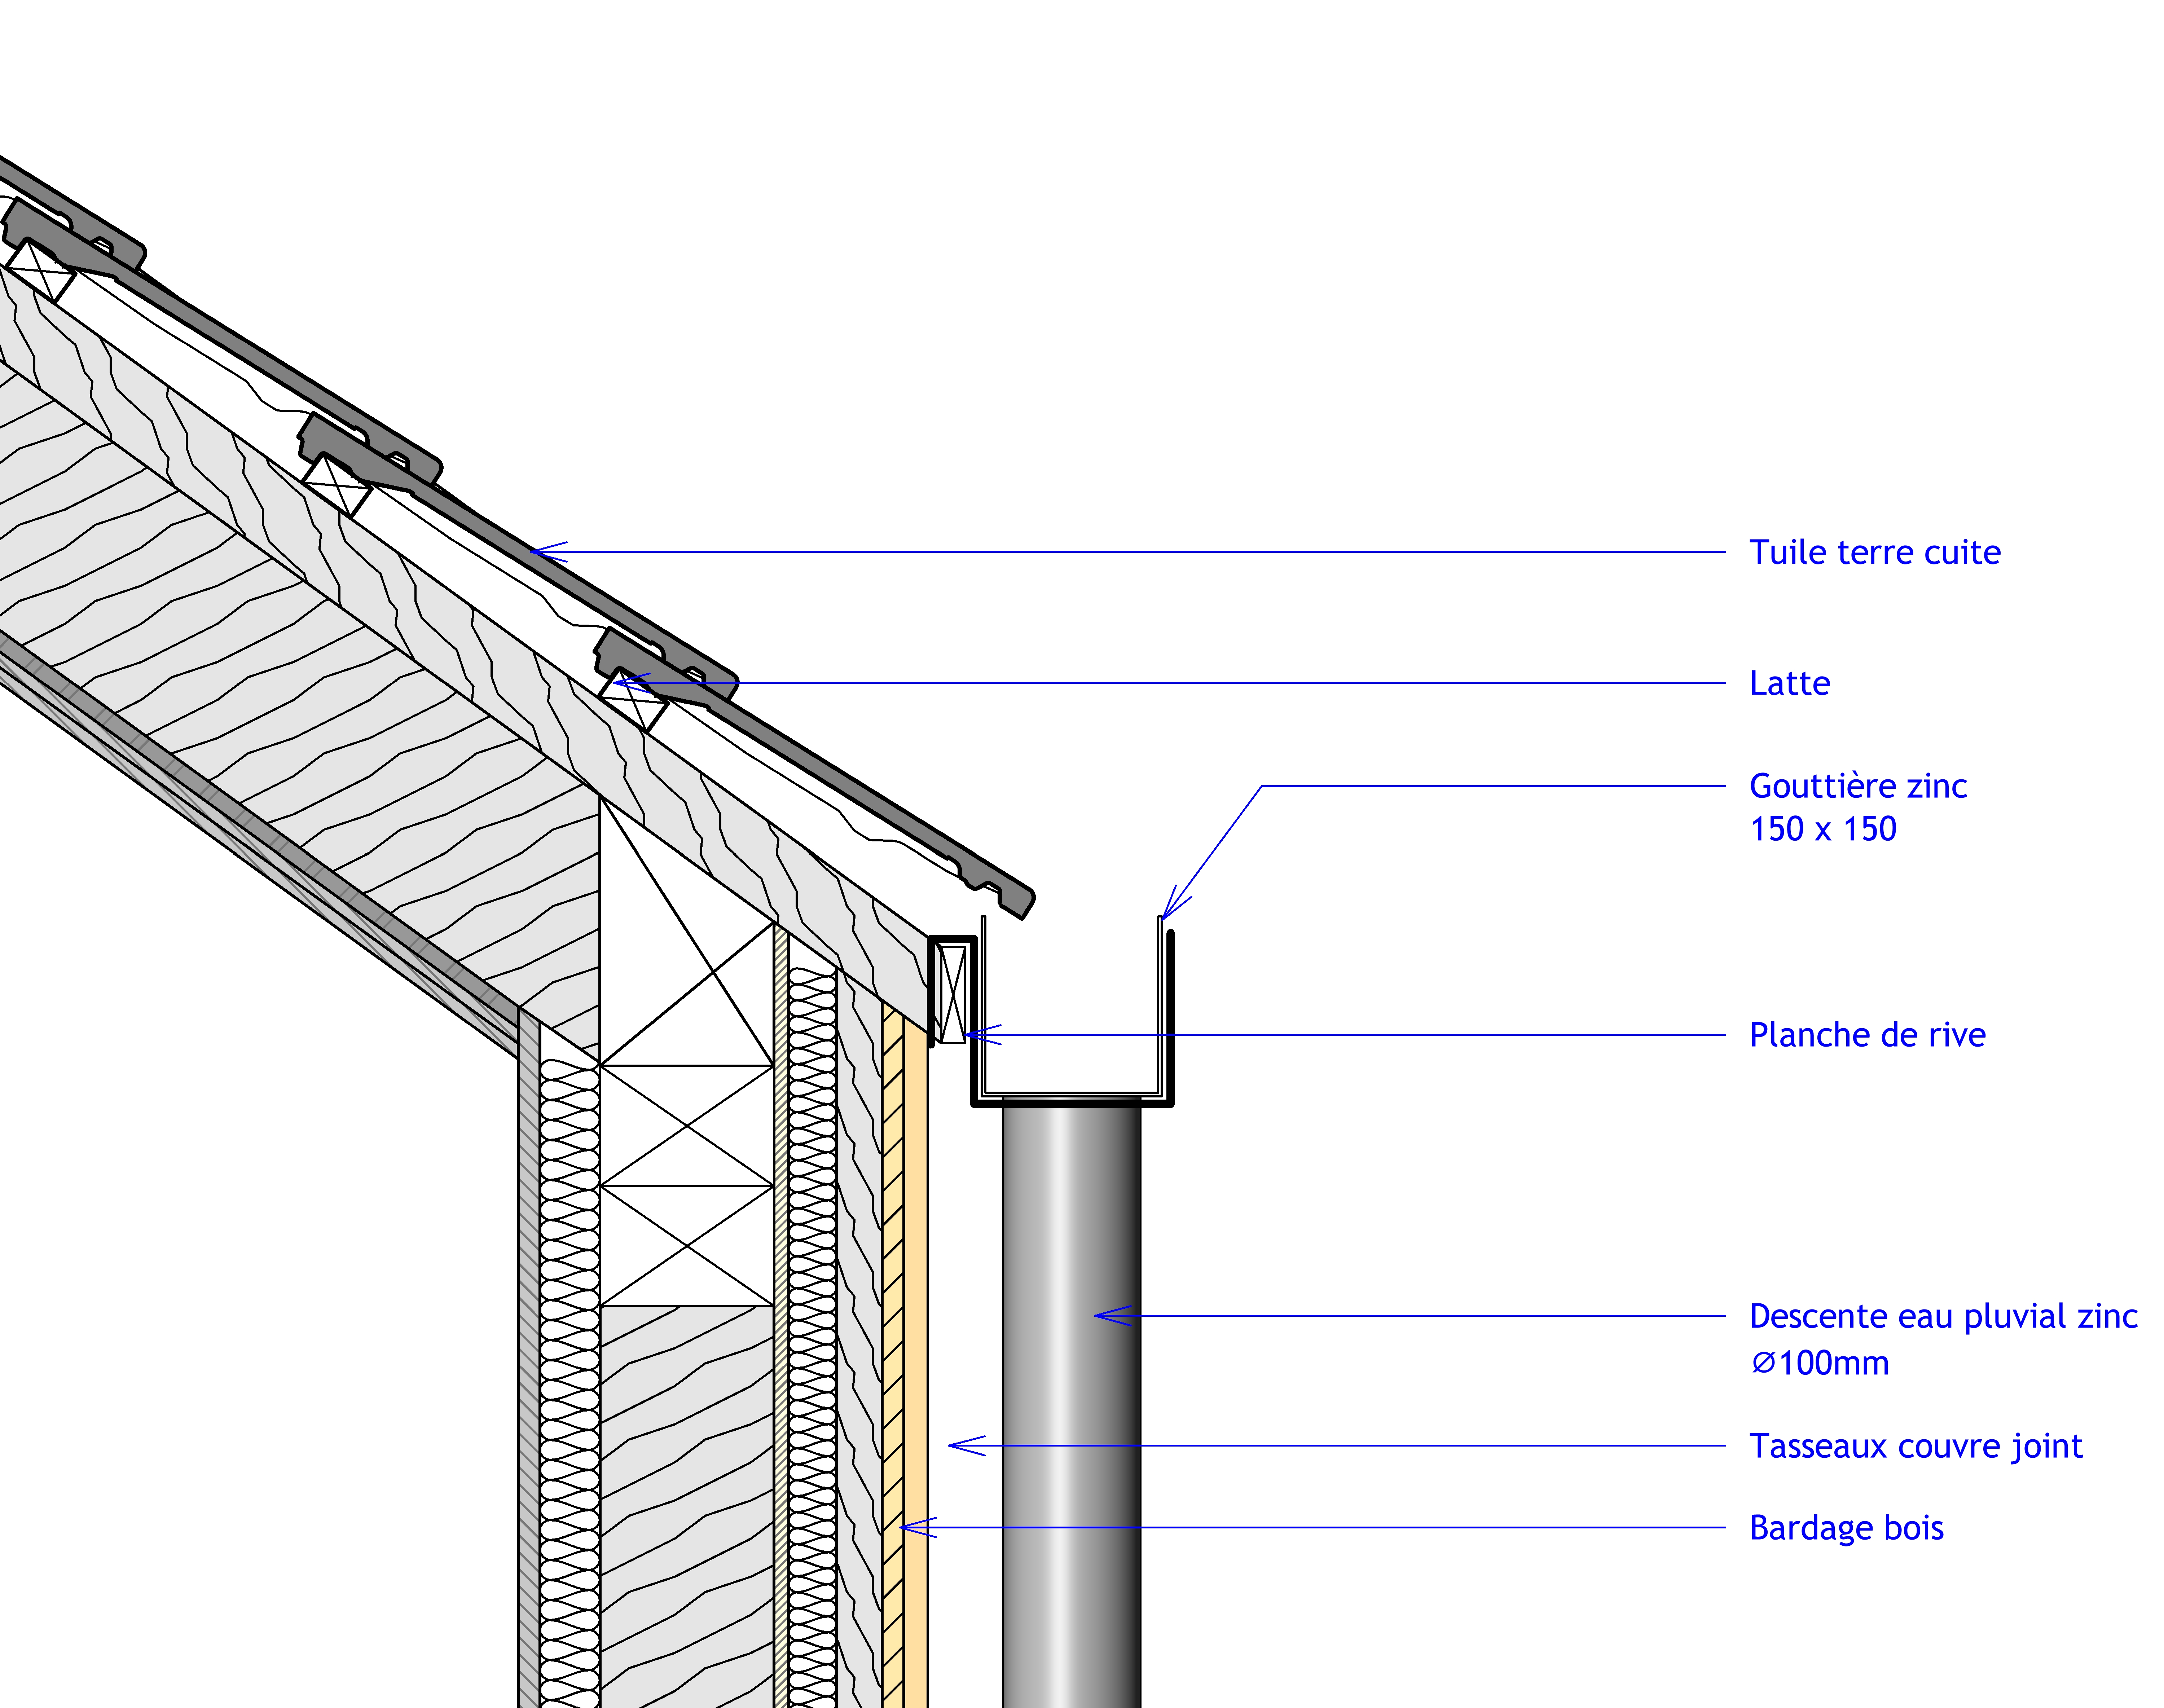 Tuile terre cuite
Latte
Gouttière zinc
150 x 150
Planche de rive
Descente eau pluvial zinc
∅100mm
Tasseaux couvre joint
Bardage bois